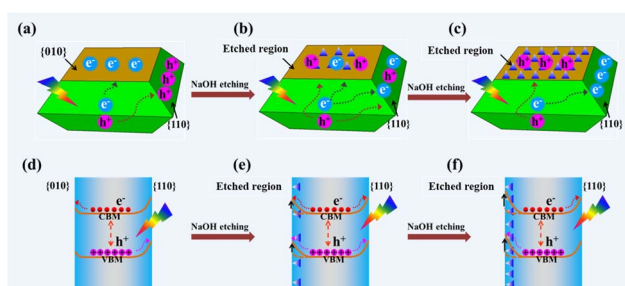 (a)
(b)
(c)
{010}
e⁻ e⁻ e⁻
h⁺
h⁺
h⁺
e⁻
h⁺
{110}
NaOH etching
Etched region
h⁺ e⁻ h⁺
e⁻
e⁻
h⁺
e⁻
e⁻
h⁺
{110}
NaOH etching
Etched region
h⁺ h⁺ h⁺
e⁻
e⁻
e⁻
e⁻
h⁺
{110}
(d)
(e)
(f)
{010}
{110}
e⁻
CBM
h⁺
VBM
NaOH etching
Etched region
{110}
e⁻
CBM
h⁺
VBM
NaOH etching
Etched region
{110}
e⁻
CBM
h⁺
VBM